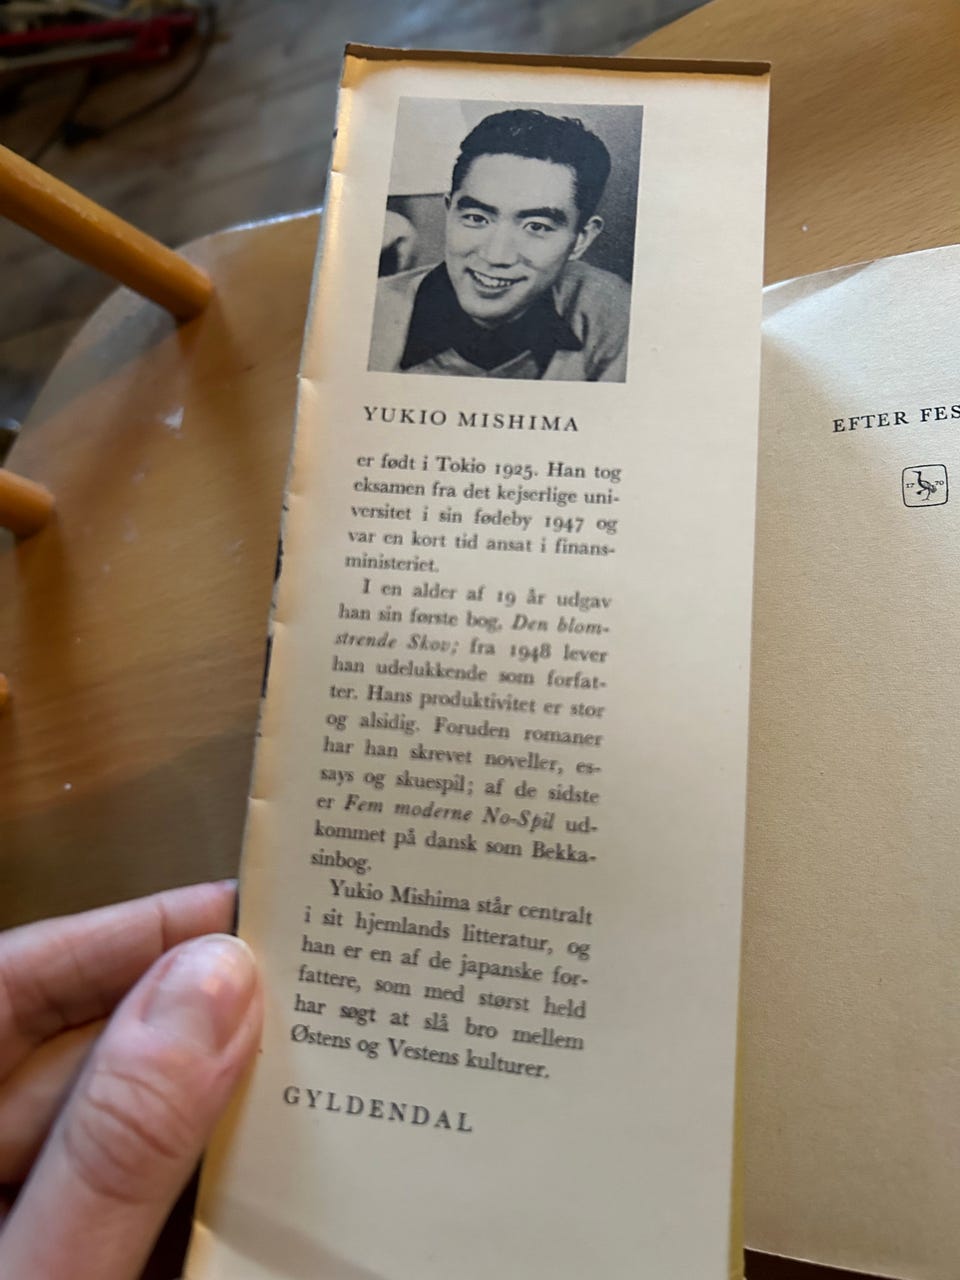 YUKIO MISHIMA
er født i Tokio 1925. Han tog
eksamen fra det kejserlige uni-
versitet i sin fødeby 1947 og
var en kort tid ansat i finans-
ministeriet.
I en alder af 19 år udgav
han sin første bog, Den blom-
strende Skov; fra 1948 lever
han udelukkende som forfat-
ter. Hans produktivitet er stor
og alsidig. Foruden romaner
har han skrevet noveller, es-
says og skuespil; af de sidste
er Fem moderne No-Spil ud-
kommet på dansk som Bekka-
sinbog.
Yukio Mishima står centralt
i sit hjemlands litteratur, og
han er en af de japanske for-
fattere, som med størst held
har søgt at slå bro mellem
Østens og Vestens kulturer.
GYLDENDAL
EFTER FES
17 70